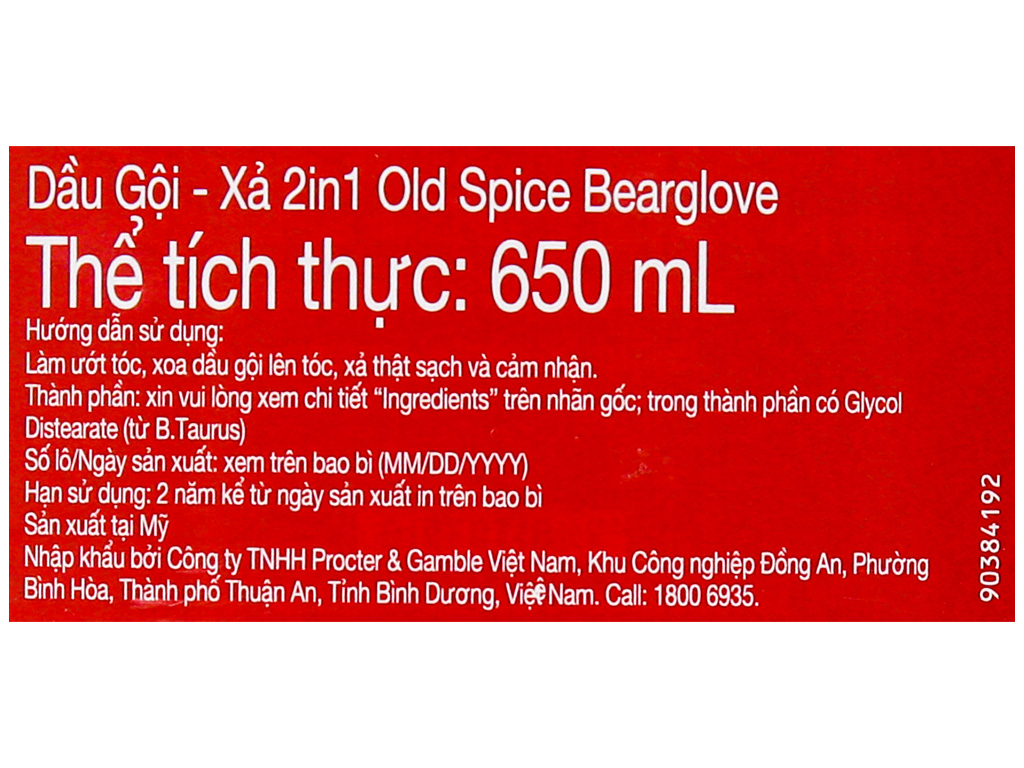 Dầu Gội - Xả 2in1 Old Spice Bearglove
Thể tích thực: 650 mL
Hướng dẫn sử dụng:
Làm ướt tóc, xoa dầu gội lên tóc, xả thật sạch và cảm nhận.
Thành phần: xin vui lòng xem chi tiết “Ingredients” trên nhãn gốc; trong thành phần có Glycol
Distearate (từ B.Taurus)
Số lô/Ngày sản xuất: xem trên bao bì (MM/DD/YYYY)
Hạn sử dụng: 2 năm kể từ ngày sản xuất in trên bao bì
Sản xuất tại Mỹ
Nhập khẩu bởi Công ty TNHH Procter & Gamble Việt Nam, Khu Công nghiệp Đồng An, Phường
Bình Hòa, Thành phố Thuận An, Tỉnh Bình Dương, Việt Nam. Call: 1800 6935.
90384192